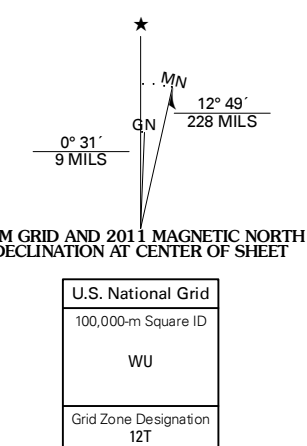 ★
MN
GN
12° 49´
228 MILS
0° 31´
9 MILS
M GRID AND 2011 MAGNETIC NORTH
DECLINATION AT CENTER OF SHEET
U.S. National Grid
100,000-m Square ID
WU
Grid Zone Designation
12T